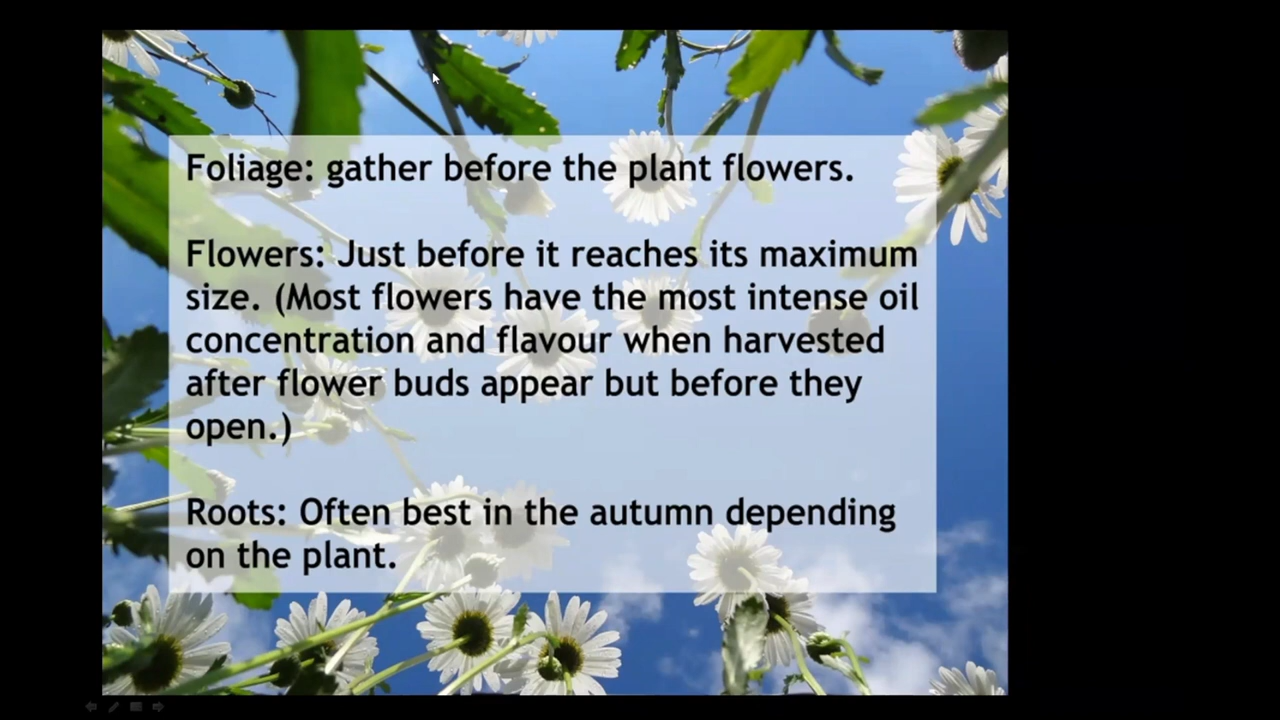 Foliage: gather before the plant flowers.
Flowers: Just before it reaches its maximum
size. (Most flowers have the most intense oil
concentration and flavour when harvested
after flower buds appear but before they
open.)
Roots: Often best in the autumn depending
on the plant.